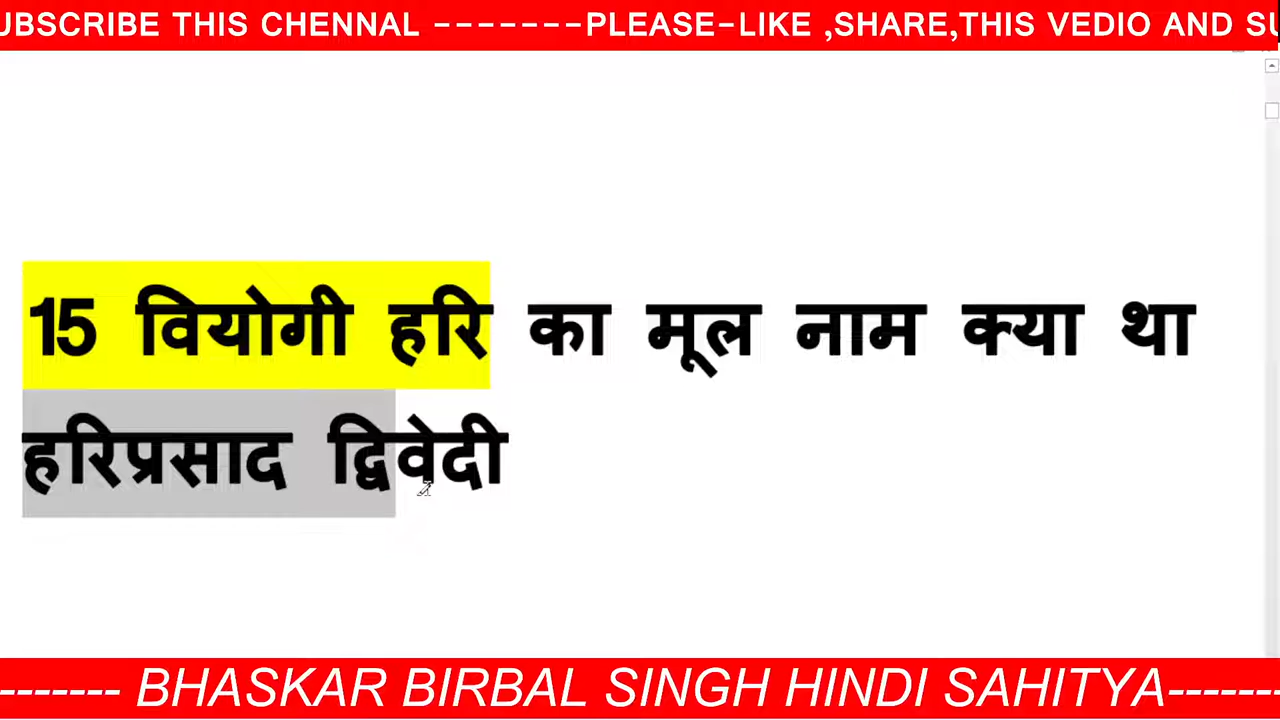 UBSCRIBE THIS CHENNAL -------PLEASE-LIKE ,SHARE,THIS VEDIO AND SU
15 वियोगी हरि का मूल नाम क्या था
हरिप्रसाद द्विवेदी
------- BHASKAR BIRBAL SINGH HINDI SAHITYA-------